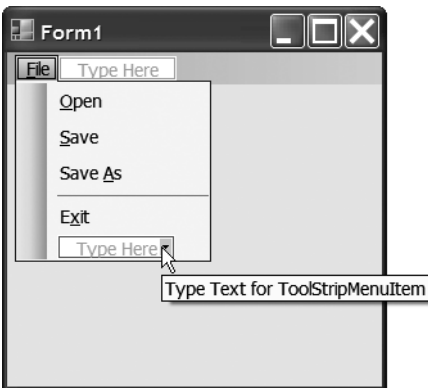 Form1
File Type Here
Open
Save
Save As
Exit
Type Here
Type Text for ToolStripMenuItem